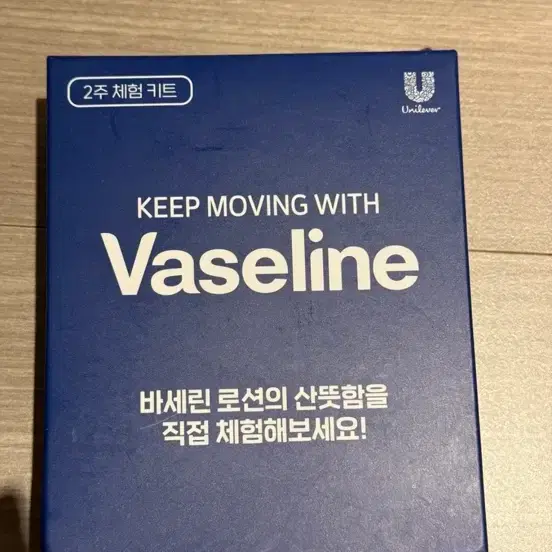 2주 체험 키트
Unilever
KEEP MOVING WITH
Vaseline
바세린 로션의 산뜻함을
직접 체험해보세요!